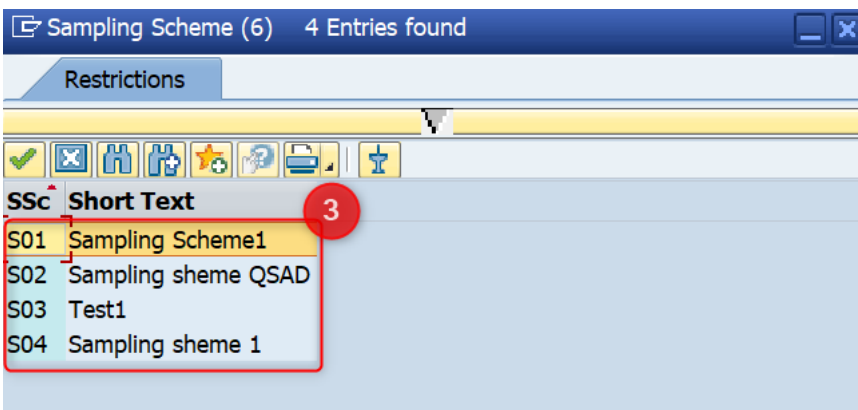 Sampling Scheme (6) 4 Entries found
Restrictions
SSc Short Text
3
S01 Sampling Scheme1
S02 Sampling sheme QSAD
S03 Test1
S04 Sampling sheme 1